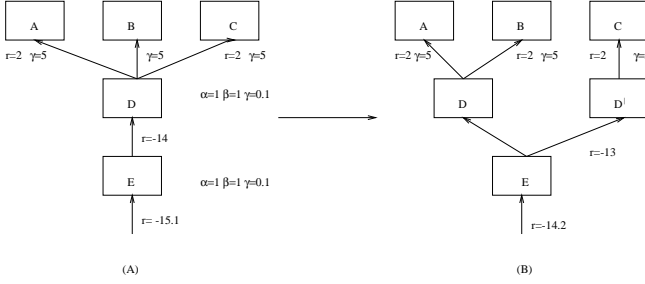 A
B
C
r=2 γ=5
γ=5
r=2 γ=5
D
α=1 β=1 γ=0.1
r=-14
E
α=1 β=1 γ=0.1
r= -15.1
(A)
A
B
C
r=2 γ=5
r=2 γ=5
r=2 γ=
D
D'
r=-13
E
r=-14.2
(B)